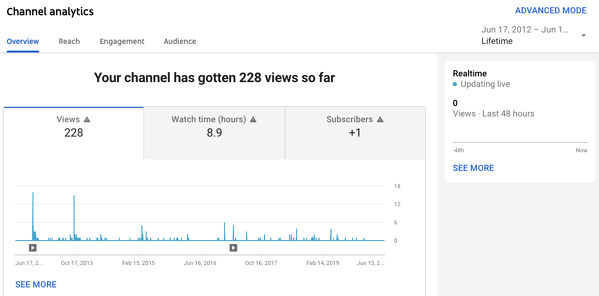 Channel analytics
ADVANCED MODE
Jun 17, 2012 – Jun 1...
Lifetime
Overview
Reach
Engagement
Audience
Your channel has gotten 228 views so far
Views
228
Watch time (hours)
8.9
Subscribers
+1
18
12
6
0
Jun 17, 2...
Oct 17, 2013
Feb 15, 2015
Jun 16, 2016
Oct 16, 2017
Feb 14, 2019
Jun 15, 2...
SEE MORE
Realtime
Updating live
0
Views · Last 48 hours
-48h
Now
SEE MORE